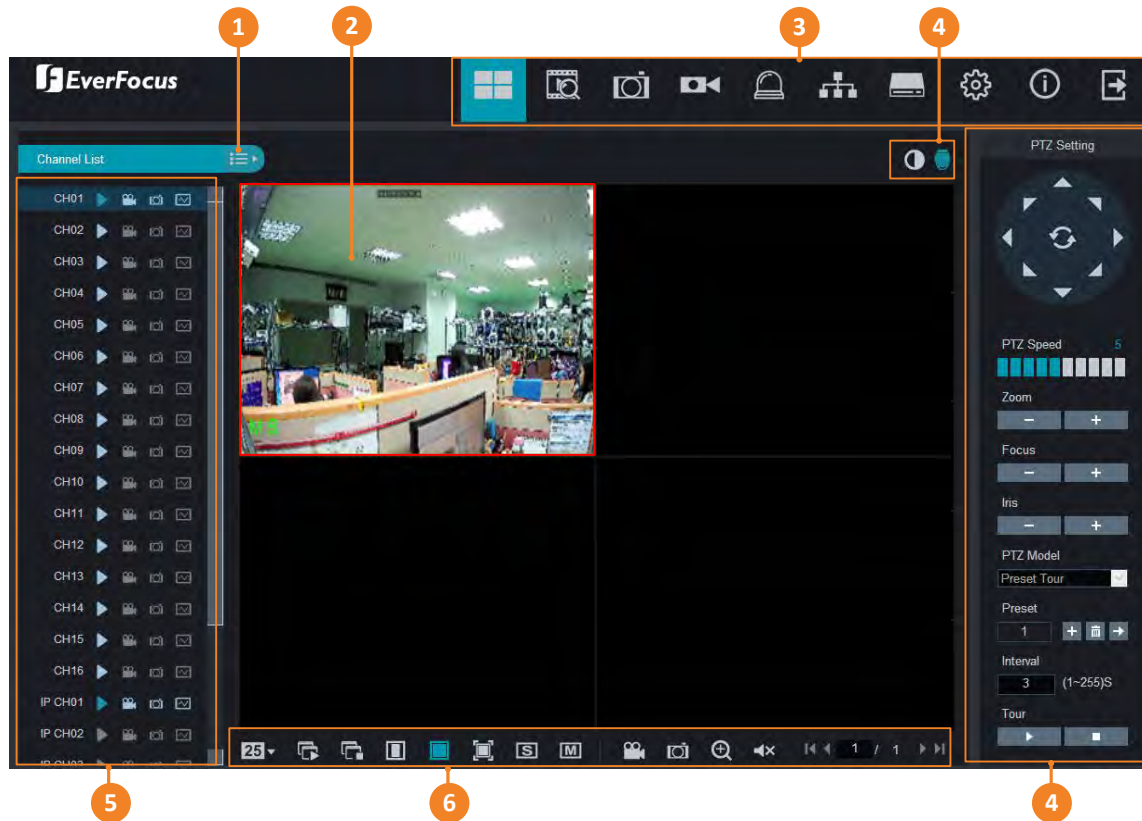 1
2
3
4
EverFocus
Channel List
PTZ Setting
CH01
CH02
CH03
CH04
CH05
CH06
CH07
CH08
CH09
CH10
CH11
CH12
CH13
CH14
CH15
CH16
IP CH01
IP CH02
PTZ Speed 5
Zoom
Focus
Iris
PTZ Model
Preset Tour
Preset
1
Interval
3 (1~255)S
Tour
25
S
M
1 / 1
5
6
4